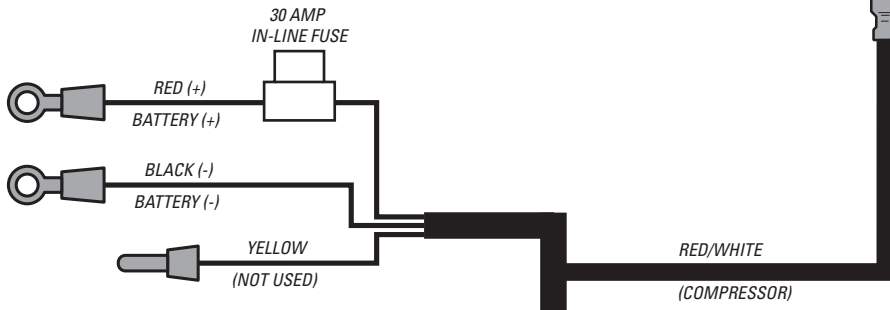 30 AMP
IN-LINE FUSE
RED (+)
BATTERY (+)
BLACK (-)
BATTERY (-)
YELLOW
(NOT USED)
RED/WHITE
(COMPRESSOR)